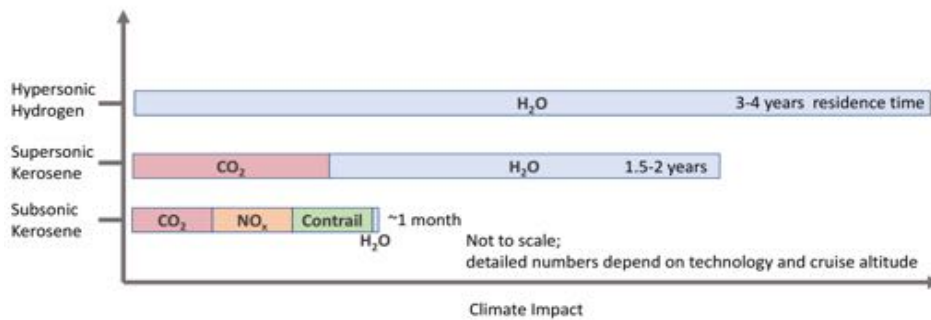 Hypersonic
Hydrogen
H₂O
3-4 years residence time
Supersonic
Kerosene
CO₂
H₂O
1.5-2 years
Subsonic
Kerosene
CO₂
NOₓ
Contrail
H₂O
~1 month
Not to scale;
detailed numbers depend on technology and cruise altitude
Climate Impact